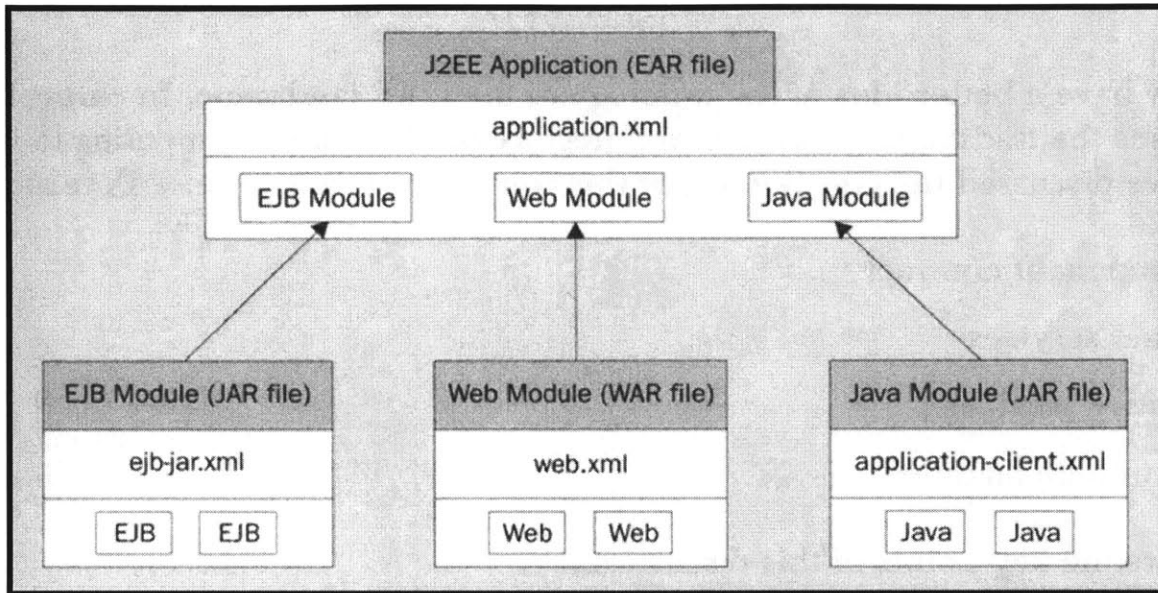 J2EE Application (EAR file)
application.xml
EJB Module
Web Module
Java Module
EJB Module (JAR file)
Web Module (WAR file)
Java Module (JAR file)
ejb-jar.xml
web.xml
application-client.xml
EJB
EJB
Web
Web
Java
Java